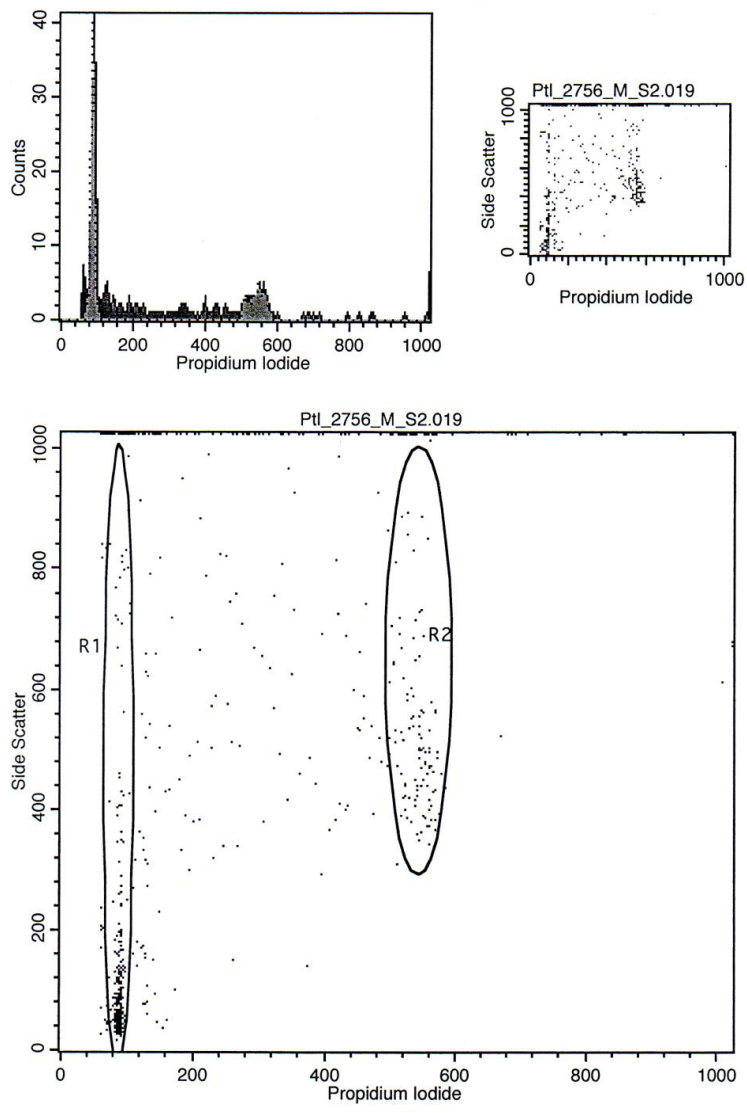 40
30
20
10
0
Counts
0 200 400 600 800 1000
Propidium Iodide
PtI_2756_M_S2.019
1000
0
Side Scatter
0 1000
Propidium Iodide
PtI_2756_M_S2.019
1000
800
600
400
200
0
Side Scatter
R1
R2
0 200 400 600 800 1000
Propidium Iodide